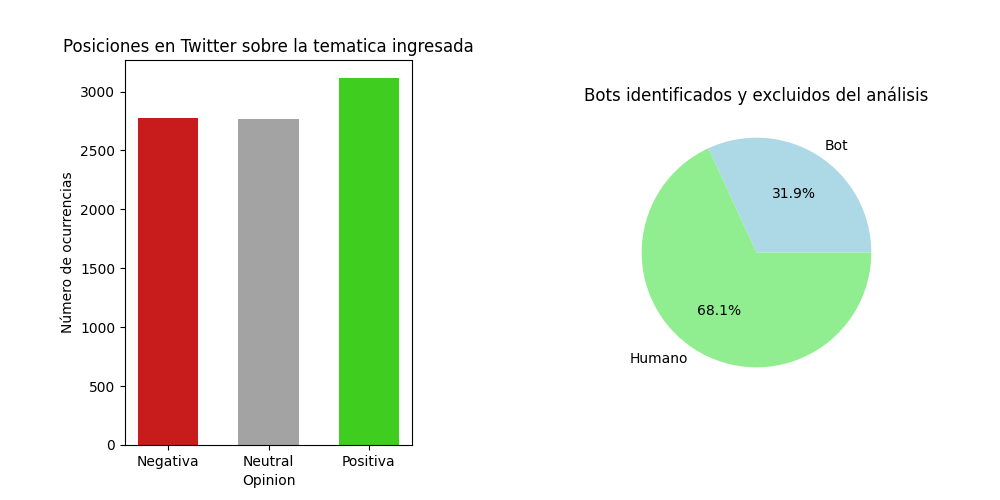 Posiciones en Twitter sobre la tematica ingresada
Número de ocurrencias
3000
2500
2000
1500
1000
500
0
Negativa
Neutral
Positiva
Opinion
Bots identificados y excluidos del análisis
Bot
31.9%
68.1%
Humano